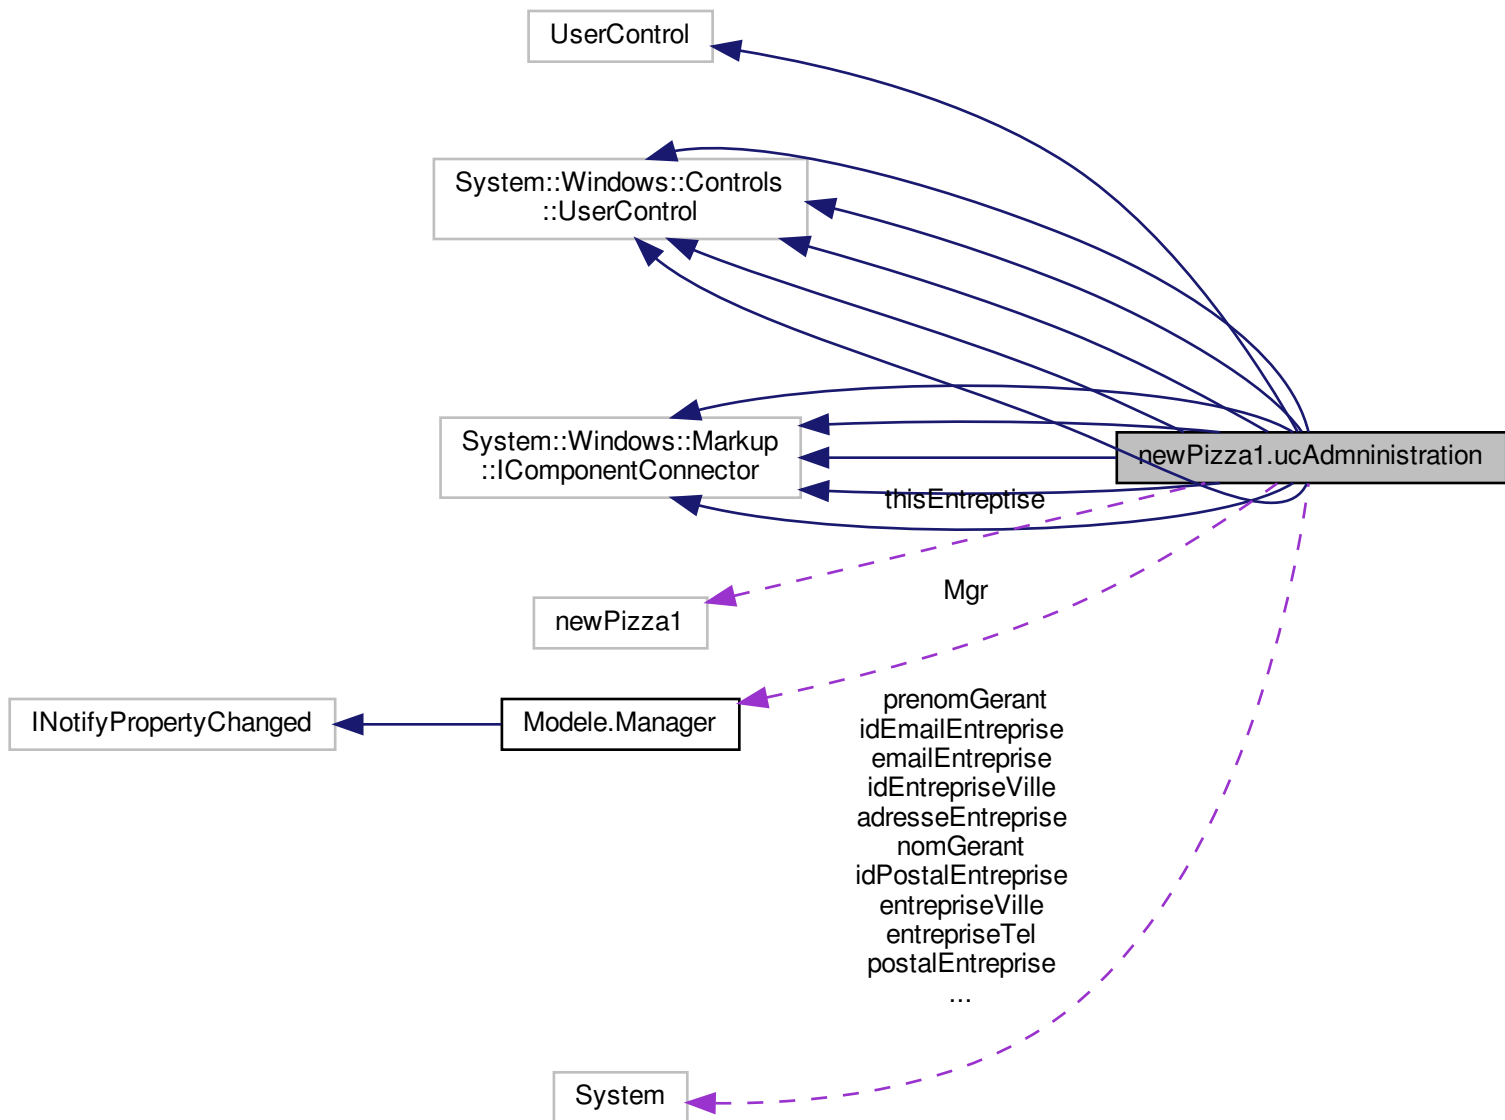 UserControl
System::Windows::Controls
::UserControl
System::Windows::Markup
::IComponentConnector
newPizza1.ucAdmninistration
thisEntreptise
Mgr
newPizza1
INotifyPropertyChanged
Modele.Manager
prenomGerant
idEmailEntreprise
emailEntreprise
idEntrepriseVille
adresseEntreprise
nomGerant
idPostalEntreprise
entrepriseVille
entrepriseTel
postalEntreprise
...
System